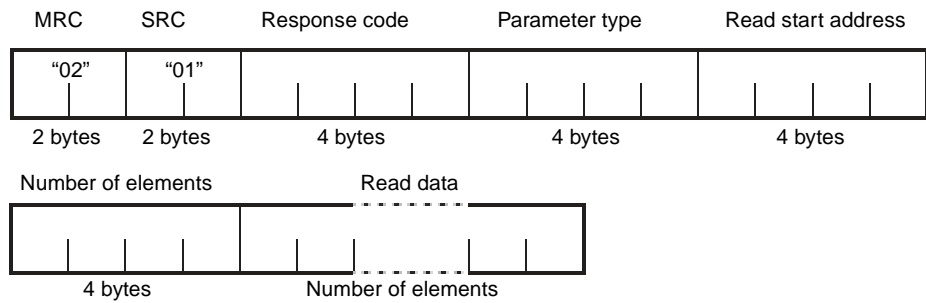 MRC SRC Response code Parameter type Read start address
“02” “01”
2 bytes 2 bytes 4 bytes 4 bytes 4 bytes
Number of elements Read data
4 bytes Number of elements